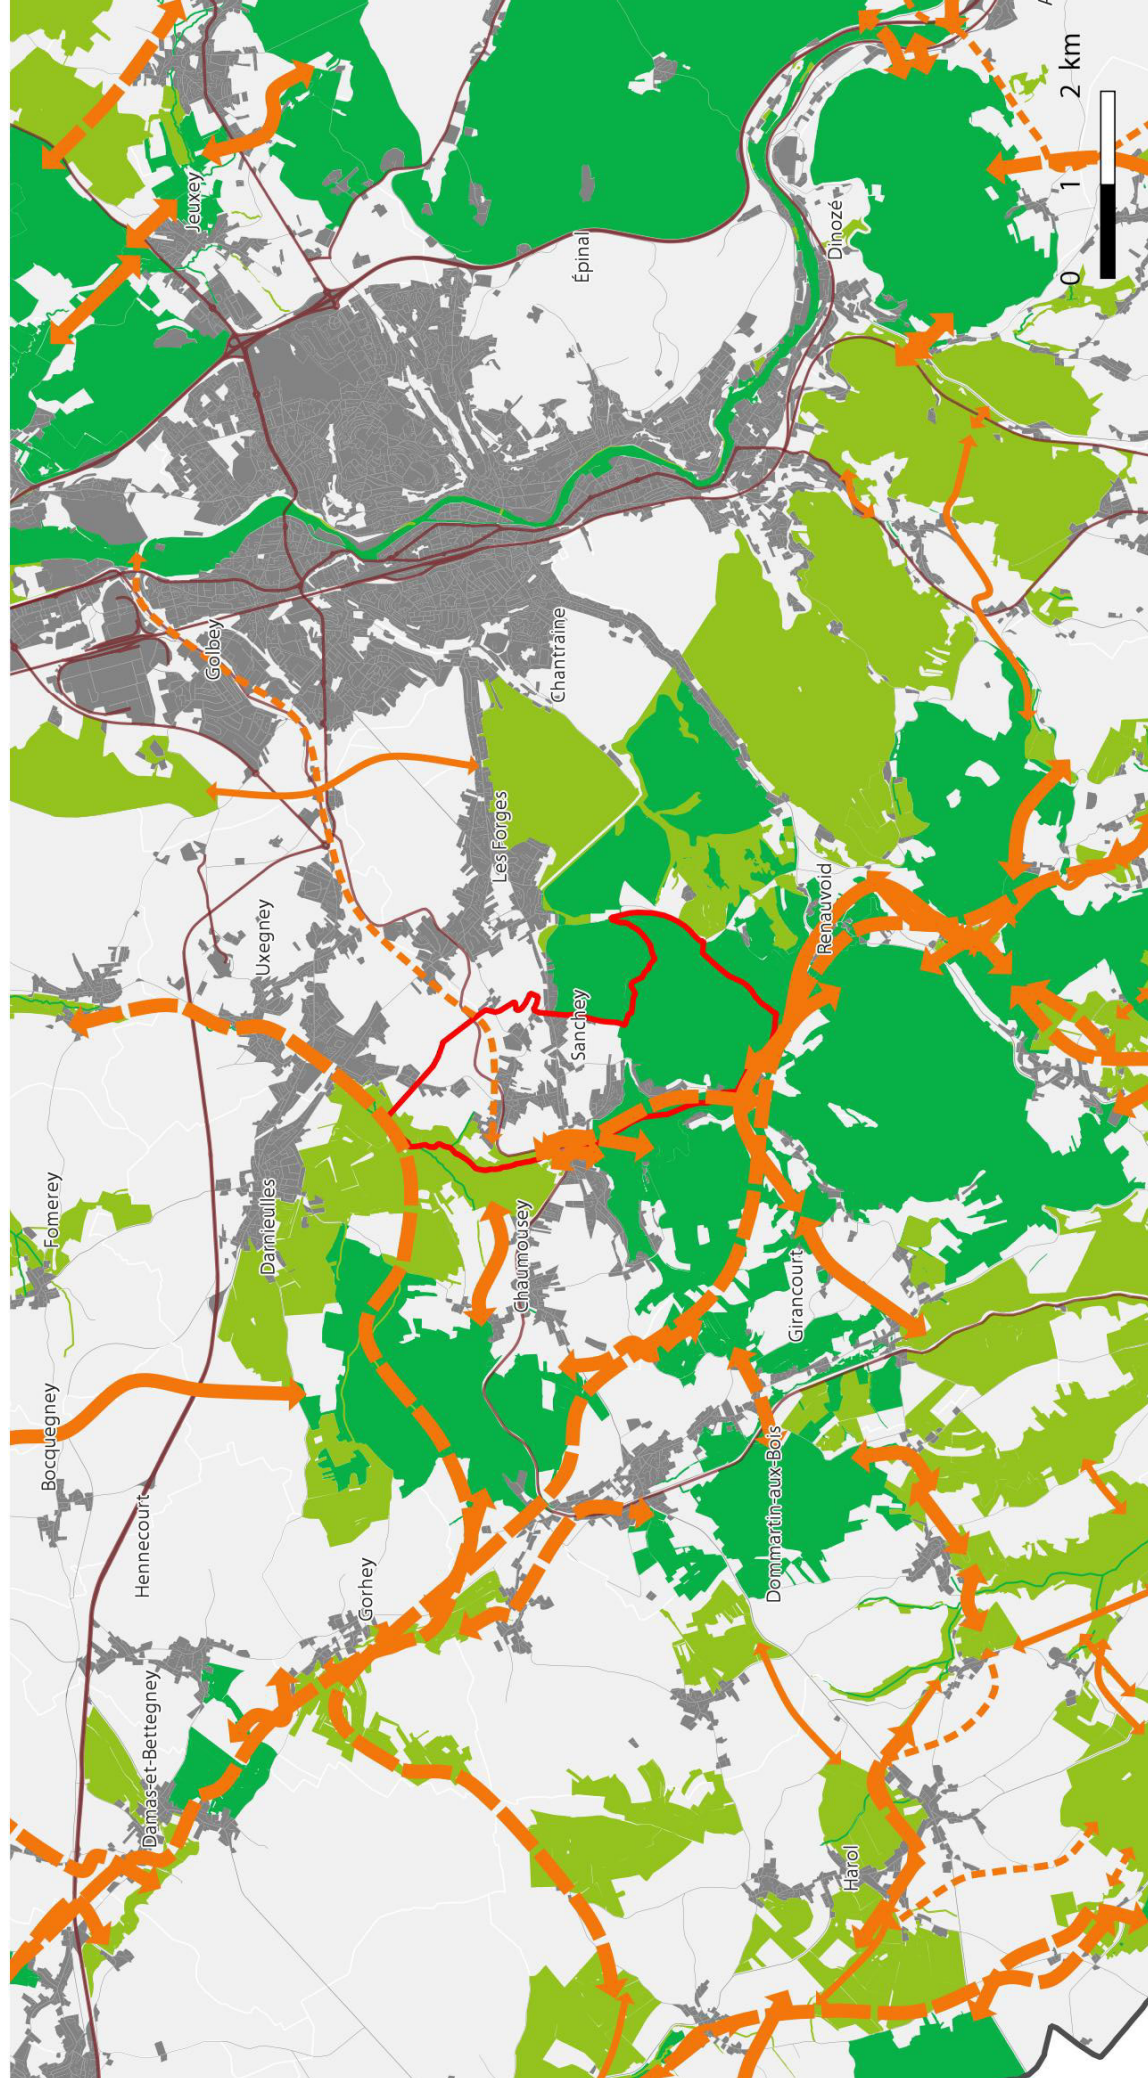 Damas-et-Bettegney
Hennecourt
Bocquegney
Fomerey
Uxegney
Golbey
Jeuxey
Gorhey
Darnieulles
Harol
Dommartin-aux-Bois
Girancourt
Chaumousey
Sanchey
Les Forges
Chantraine
Épinal
Renauvoid
Dinozé
0 1 2 km